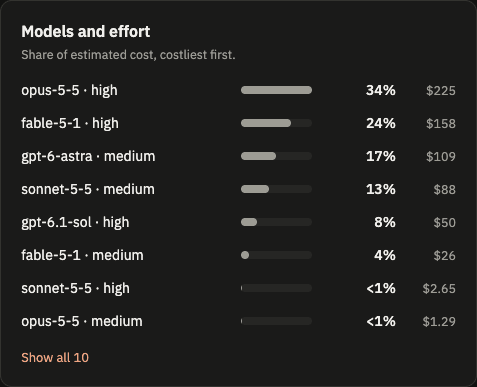 Models and effort
Share of estimated cost, costliest first.
opus-5-5 · high 34% $225
fable-5-1 · high 24% $158
gpt-6-astra · medium 17% $109
sonnet-5-5 · medium 13% $88
gpt-6.1-sol · high 8% $50
fable-5-1 · medium 4% $26
sonnet-5-5 · high <1% $2.65
opus-5-5 · medium <1% $1.29
Show all 10